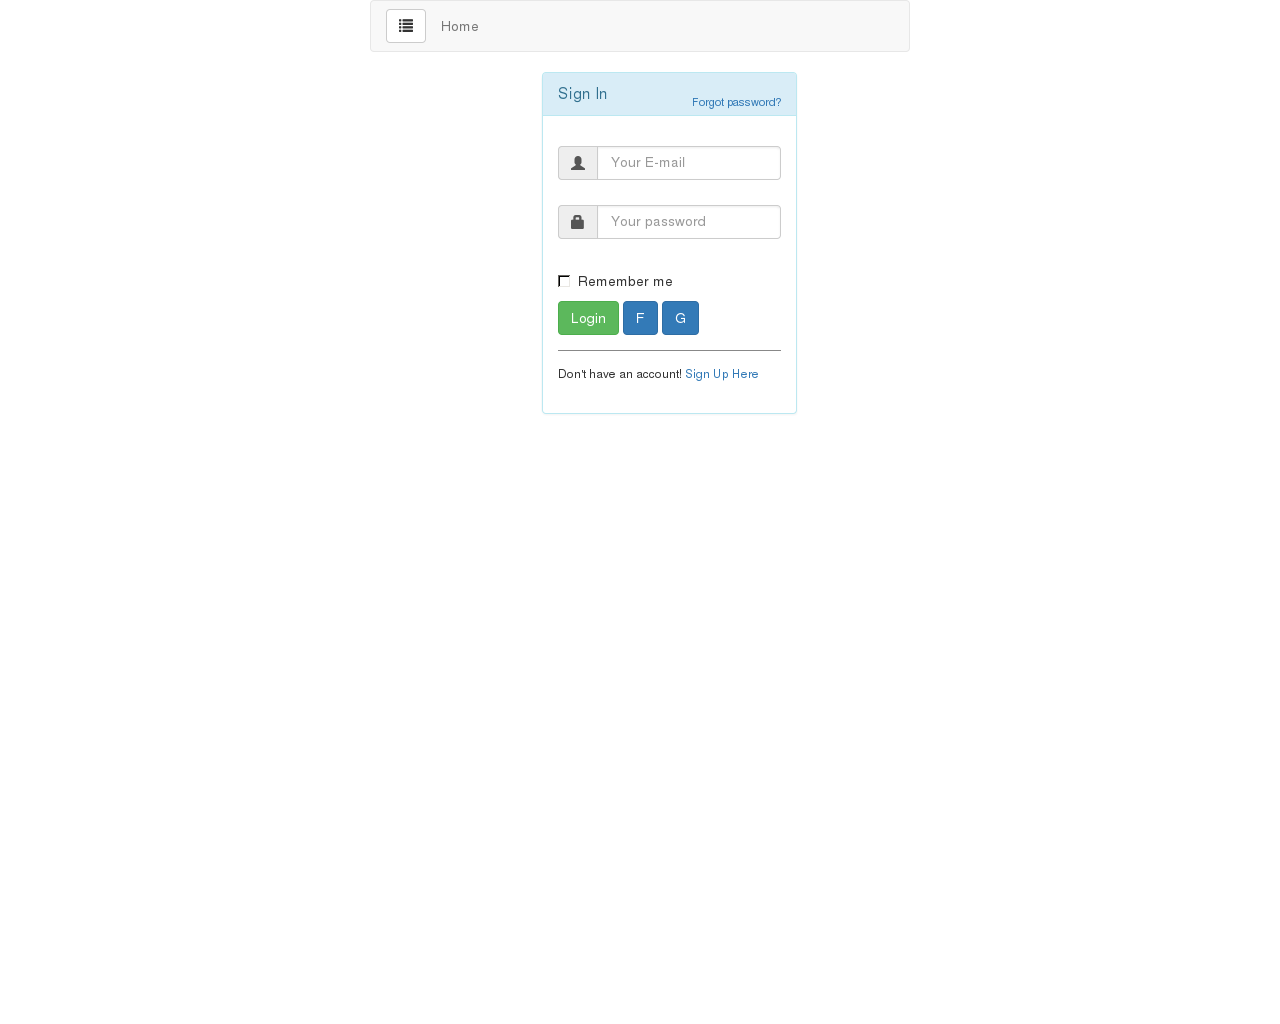 Home
Sign In
Forgot password?
Your E-mail
Your password
Remember me
Login F G
Don't have an account! Sign Up Here